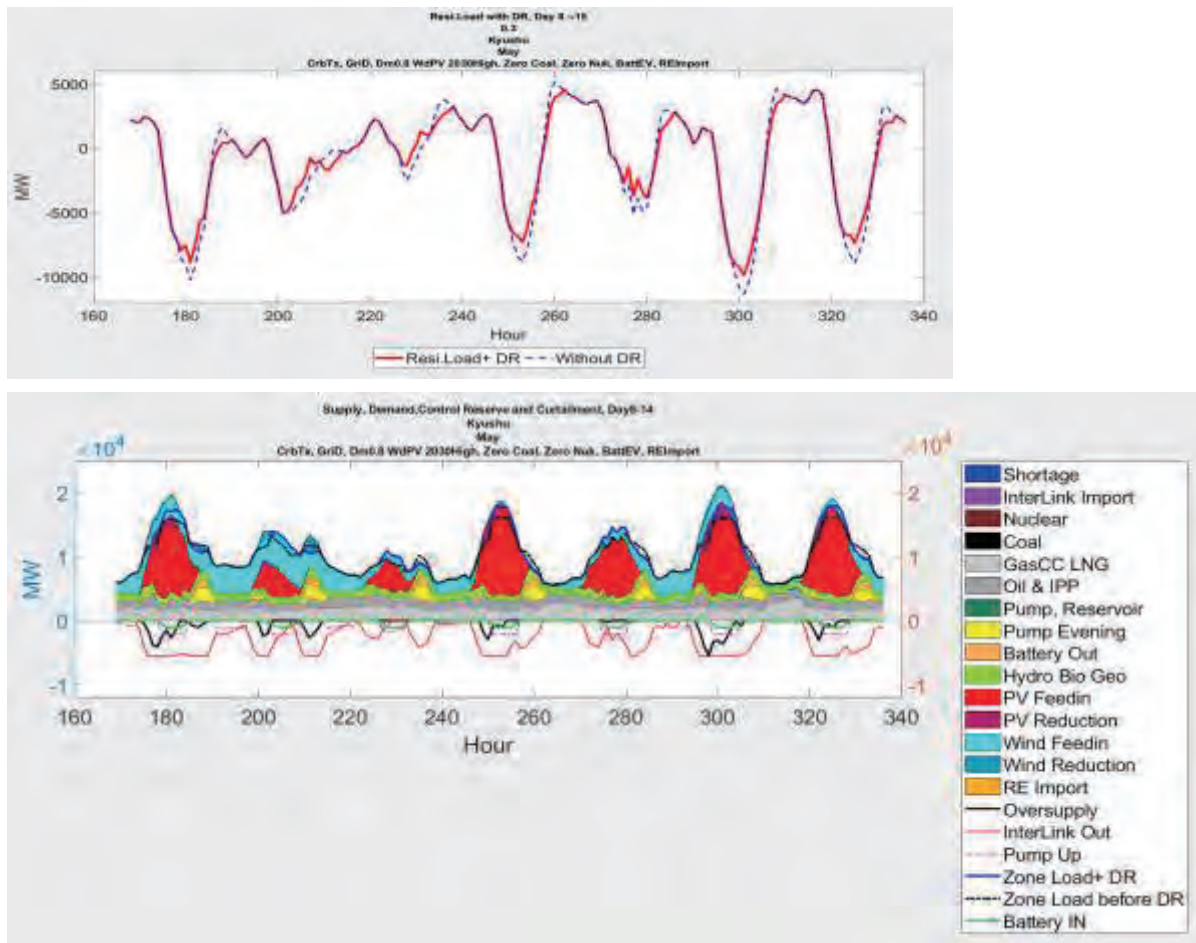 Resi.Load with DR, Day 8 ~15
0.3
Kyushu
May
CrbTx, GriD, Dm0.8 WdPV 2030High, Zero Coal, Zero Nuk, BattEV, REImport
5000
0
-5000
-10000
MW
160 180 200 220 240 260 280 300 325 340
Hour
Resi.Load+ DR Without DR
Supply, Demand,Control Reserve and Curtailment, Day8-14
Kyushu
May
CrbTx, GriD, Dm0.8 WdPV 2030High, Zero Coal, Zero Nuk, BattEV, REImport
×10^4 ×10^4
2 2
1 1
0 0
-1 -1
MW
160 180 200 220 240 260 280 300 320 340
Hour
Shortage
InterLink Import
Nuclear
Coal
GasCC LNG
Oil & IPP
Pump, Reservoir
Pump Evening
Battery Out
Hydro Bio Geo
PV Feedin
PV Reduction
Wind Feedin
Wind Reduction
RE Import
Oversupply
InterLink Out
Pump Up
Zone Load+ DR
Zone Load before DR
Battery IN